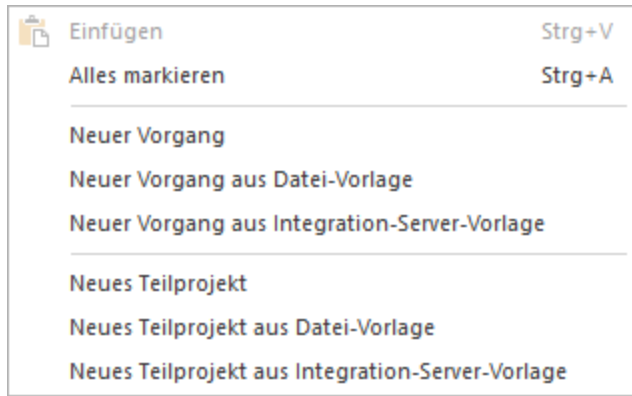 Einfügen Strg+V
Alles markieren Strg+A
Neuer Vorgang
Neuer Vorgang aus Datei-Vorlage
Neuer Vorgang aus Integration-Server-Vorlage
Neues Teilprojekt
Neues Teilprojekt aus Datei-Vorlage
Neues Teilprojekt aus Integration-Server-Vorlage